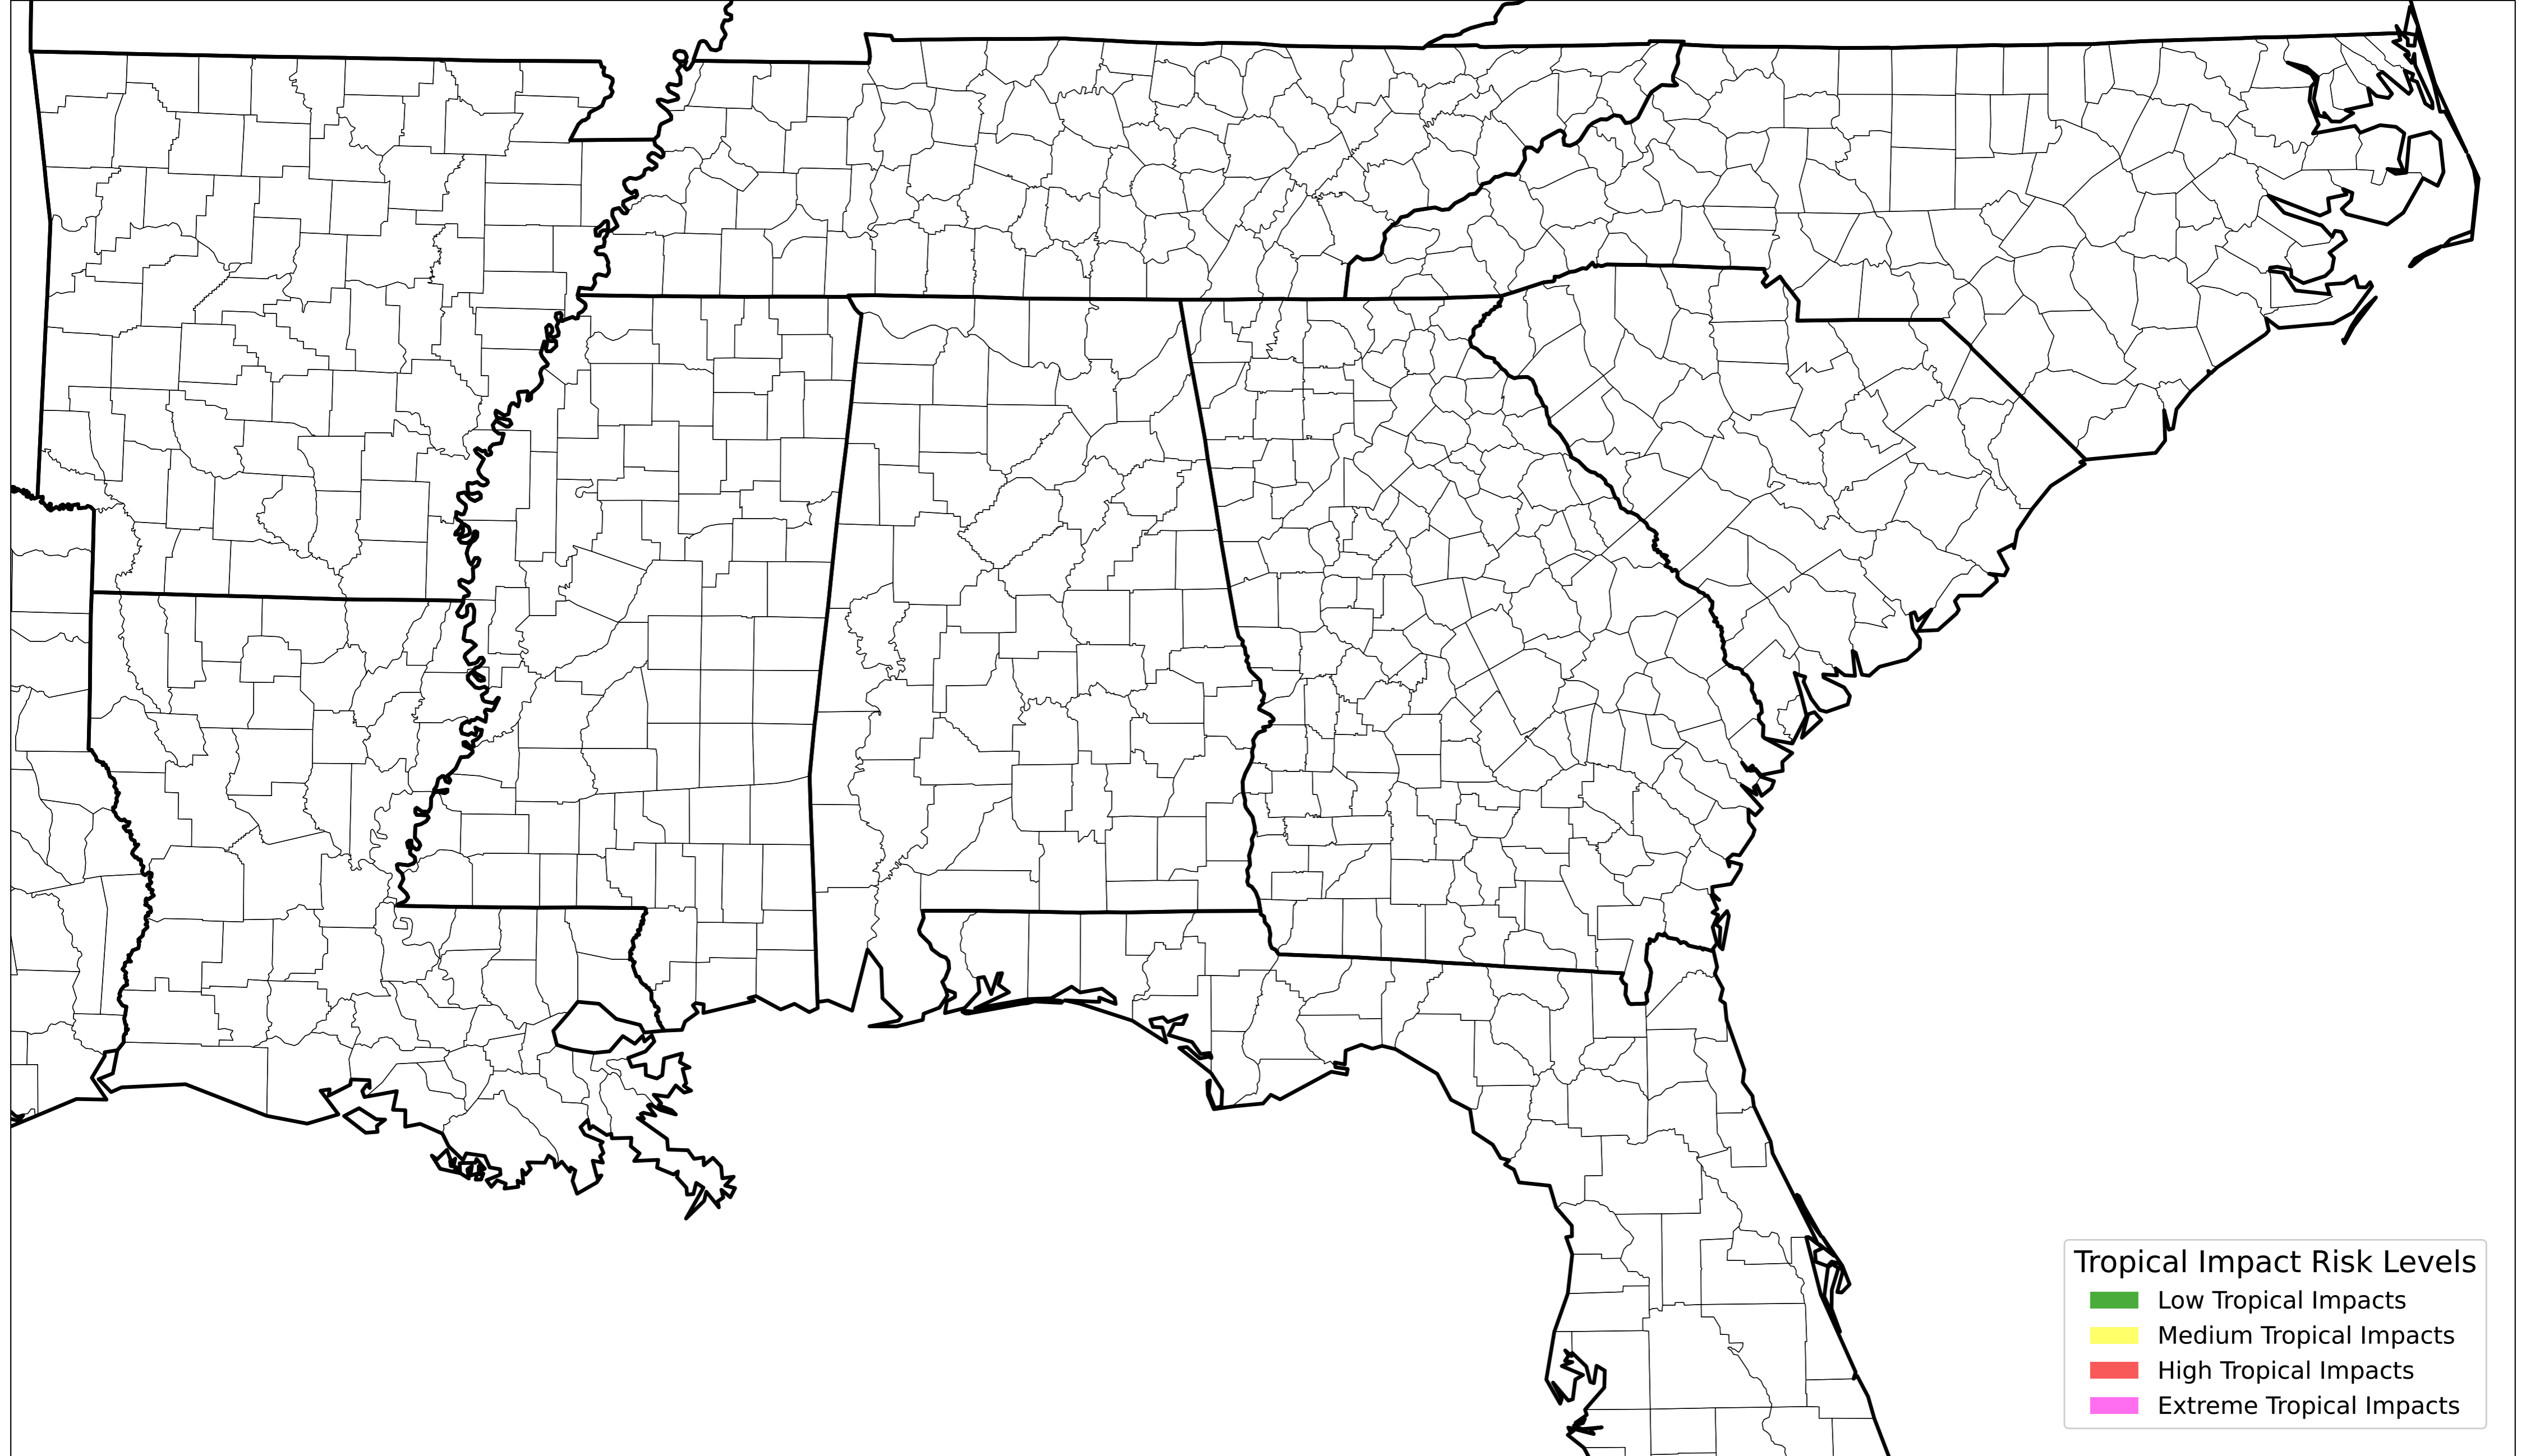 Tropical Impact Risk Levels
Low Tropical Impacts
Medium Tropical Impacts
High Tropical Impacts
Extreme Tropical Impacts